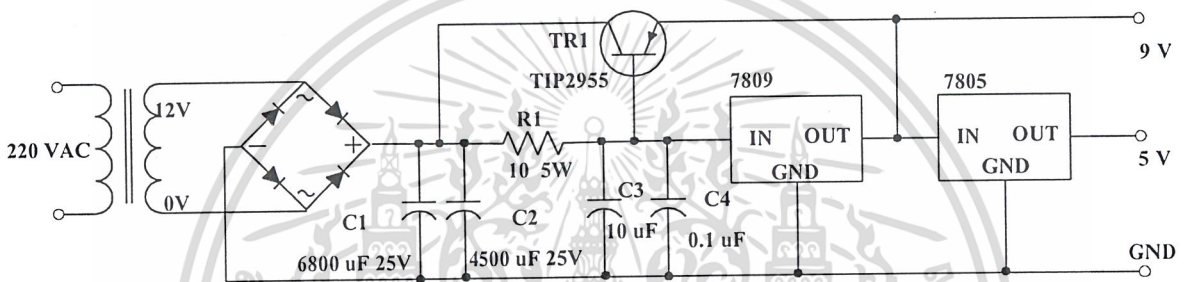 220 VAC
12V
0V
~
~
−
+
C1
6800 uF 25V
C2
4500 uF 25V
R1
10 5W
TR1
TIP2955
C3
10 uF
C4
0.1 uF
7809
IN OUT
GND
7805
IN OUT
GND
9 V
5 V
GND